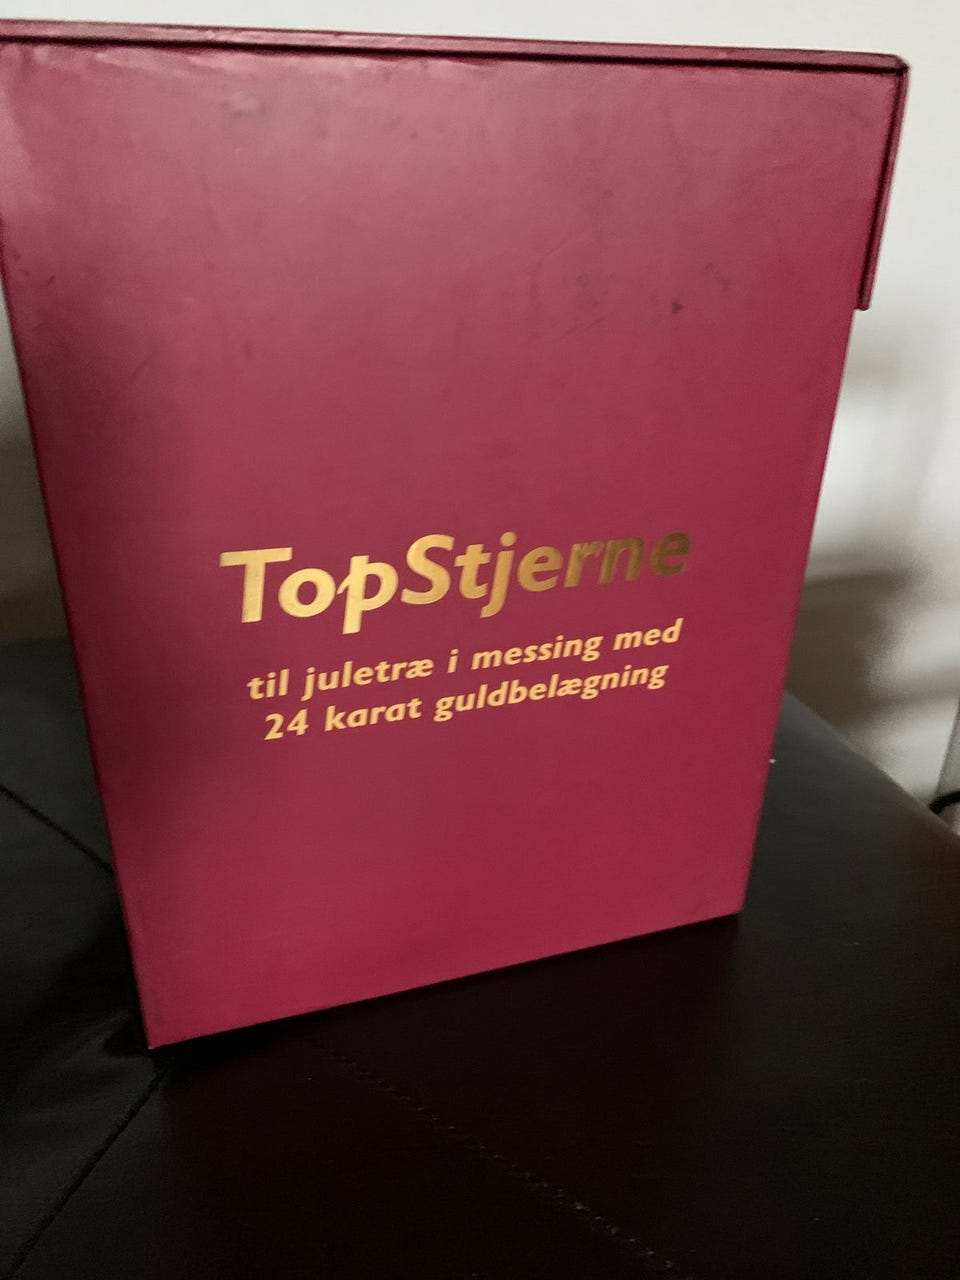 TopStjerne
til juletræ i messing med
24 karat guldbelægning